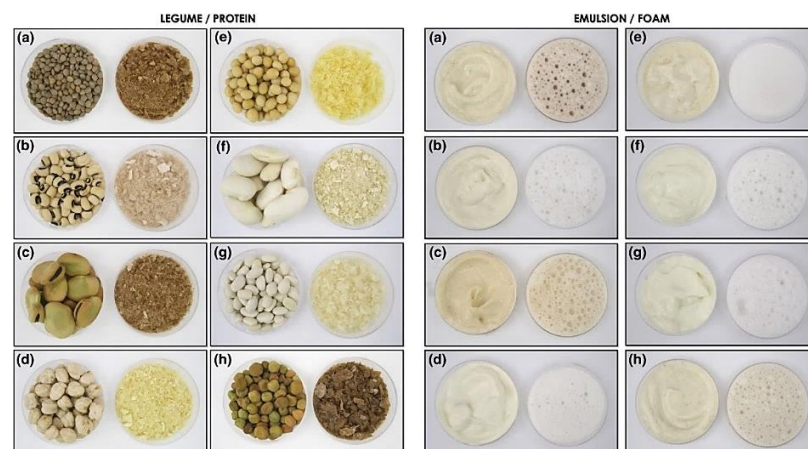 LEGUME / PROTEIN
EMULSION / FOAM
(a)
(e)
(a)
(e)
(b)
(f)
(b)
(f)
(c)
(g)
(c)
(g)
(d)
(h)
(d)
(h)